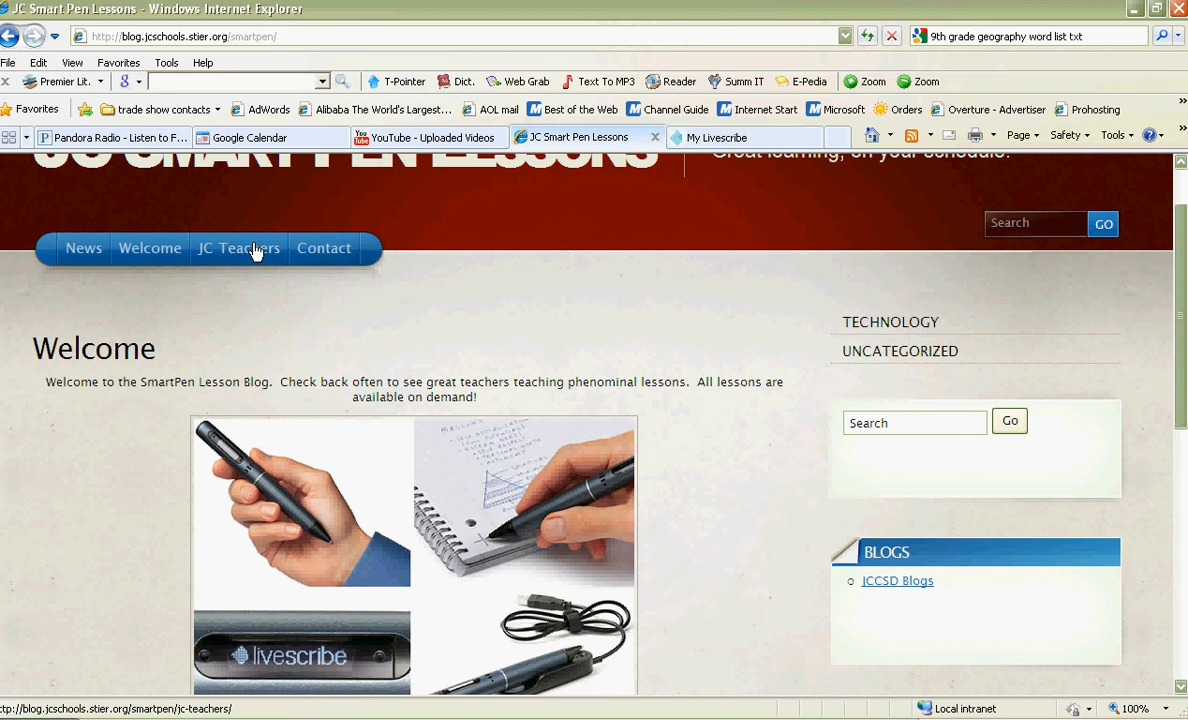 JC Smart Pen Lessons - Windows Internet Explorer
http://blog.jcschools.stier.org/smartpen/
9th grade geography word list txt
File Edit View Favorites Tools Help
Premier Lit. T-Pointer Dict. Web Grab Text To MP3 Reader Summ IT E-Pedia Zoom Zoom
Favorites trade show contacts AdWords Alibaba The World's Largest... AOL mail Best of the Web Channel Guide Internet Start Microsoft Orders Overture - Advertiser Prohosting
Pandora Radio - Listen to F... Google Calendar YouTube - Uploaded Videos JC Smart Pen Lessons My Livescribe Page Safety Tools
JC SMART PEN LESSONS
Great learning, on your schedule!
Search GO
News Welcome JC Teachers Contact
TECHNOLOGY
UNCATEGORIZED
Welcome
Welcome to the SmartPen Lesson Blog. Check back often to see great teachers teaching phenominal lessons. All lessons are
available on demand!
Search Go
BLOGS
JCCSD Blogs
livescribe
ttp://blog.jcschools.stier.org/smartpen/jc-teachers/
Local intranet
100%